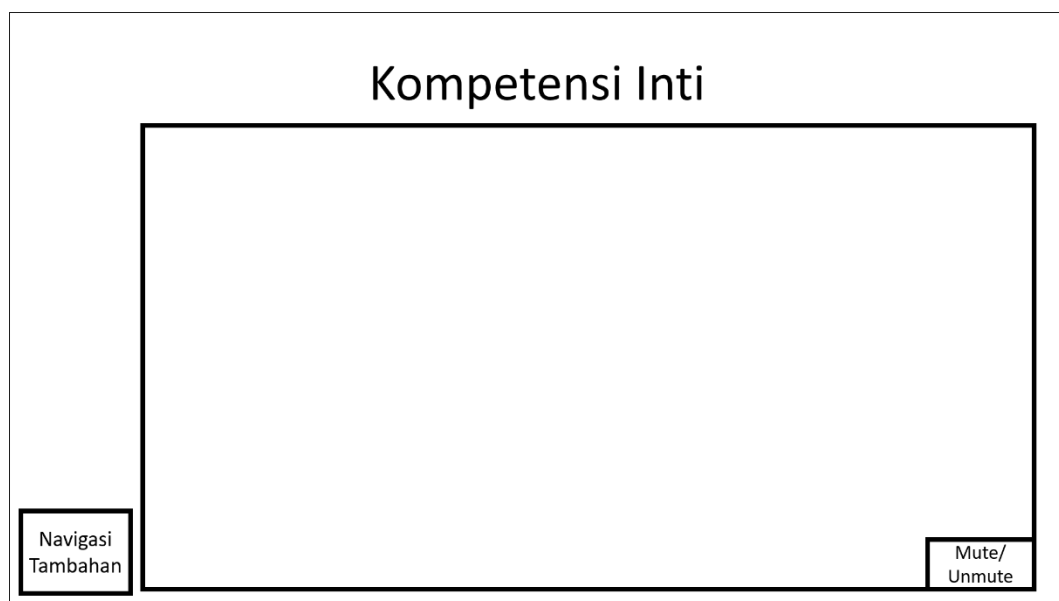 Kompetensi Inti
Navigasi
Tambahan
Mute/
Unmute